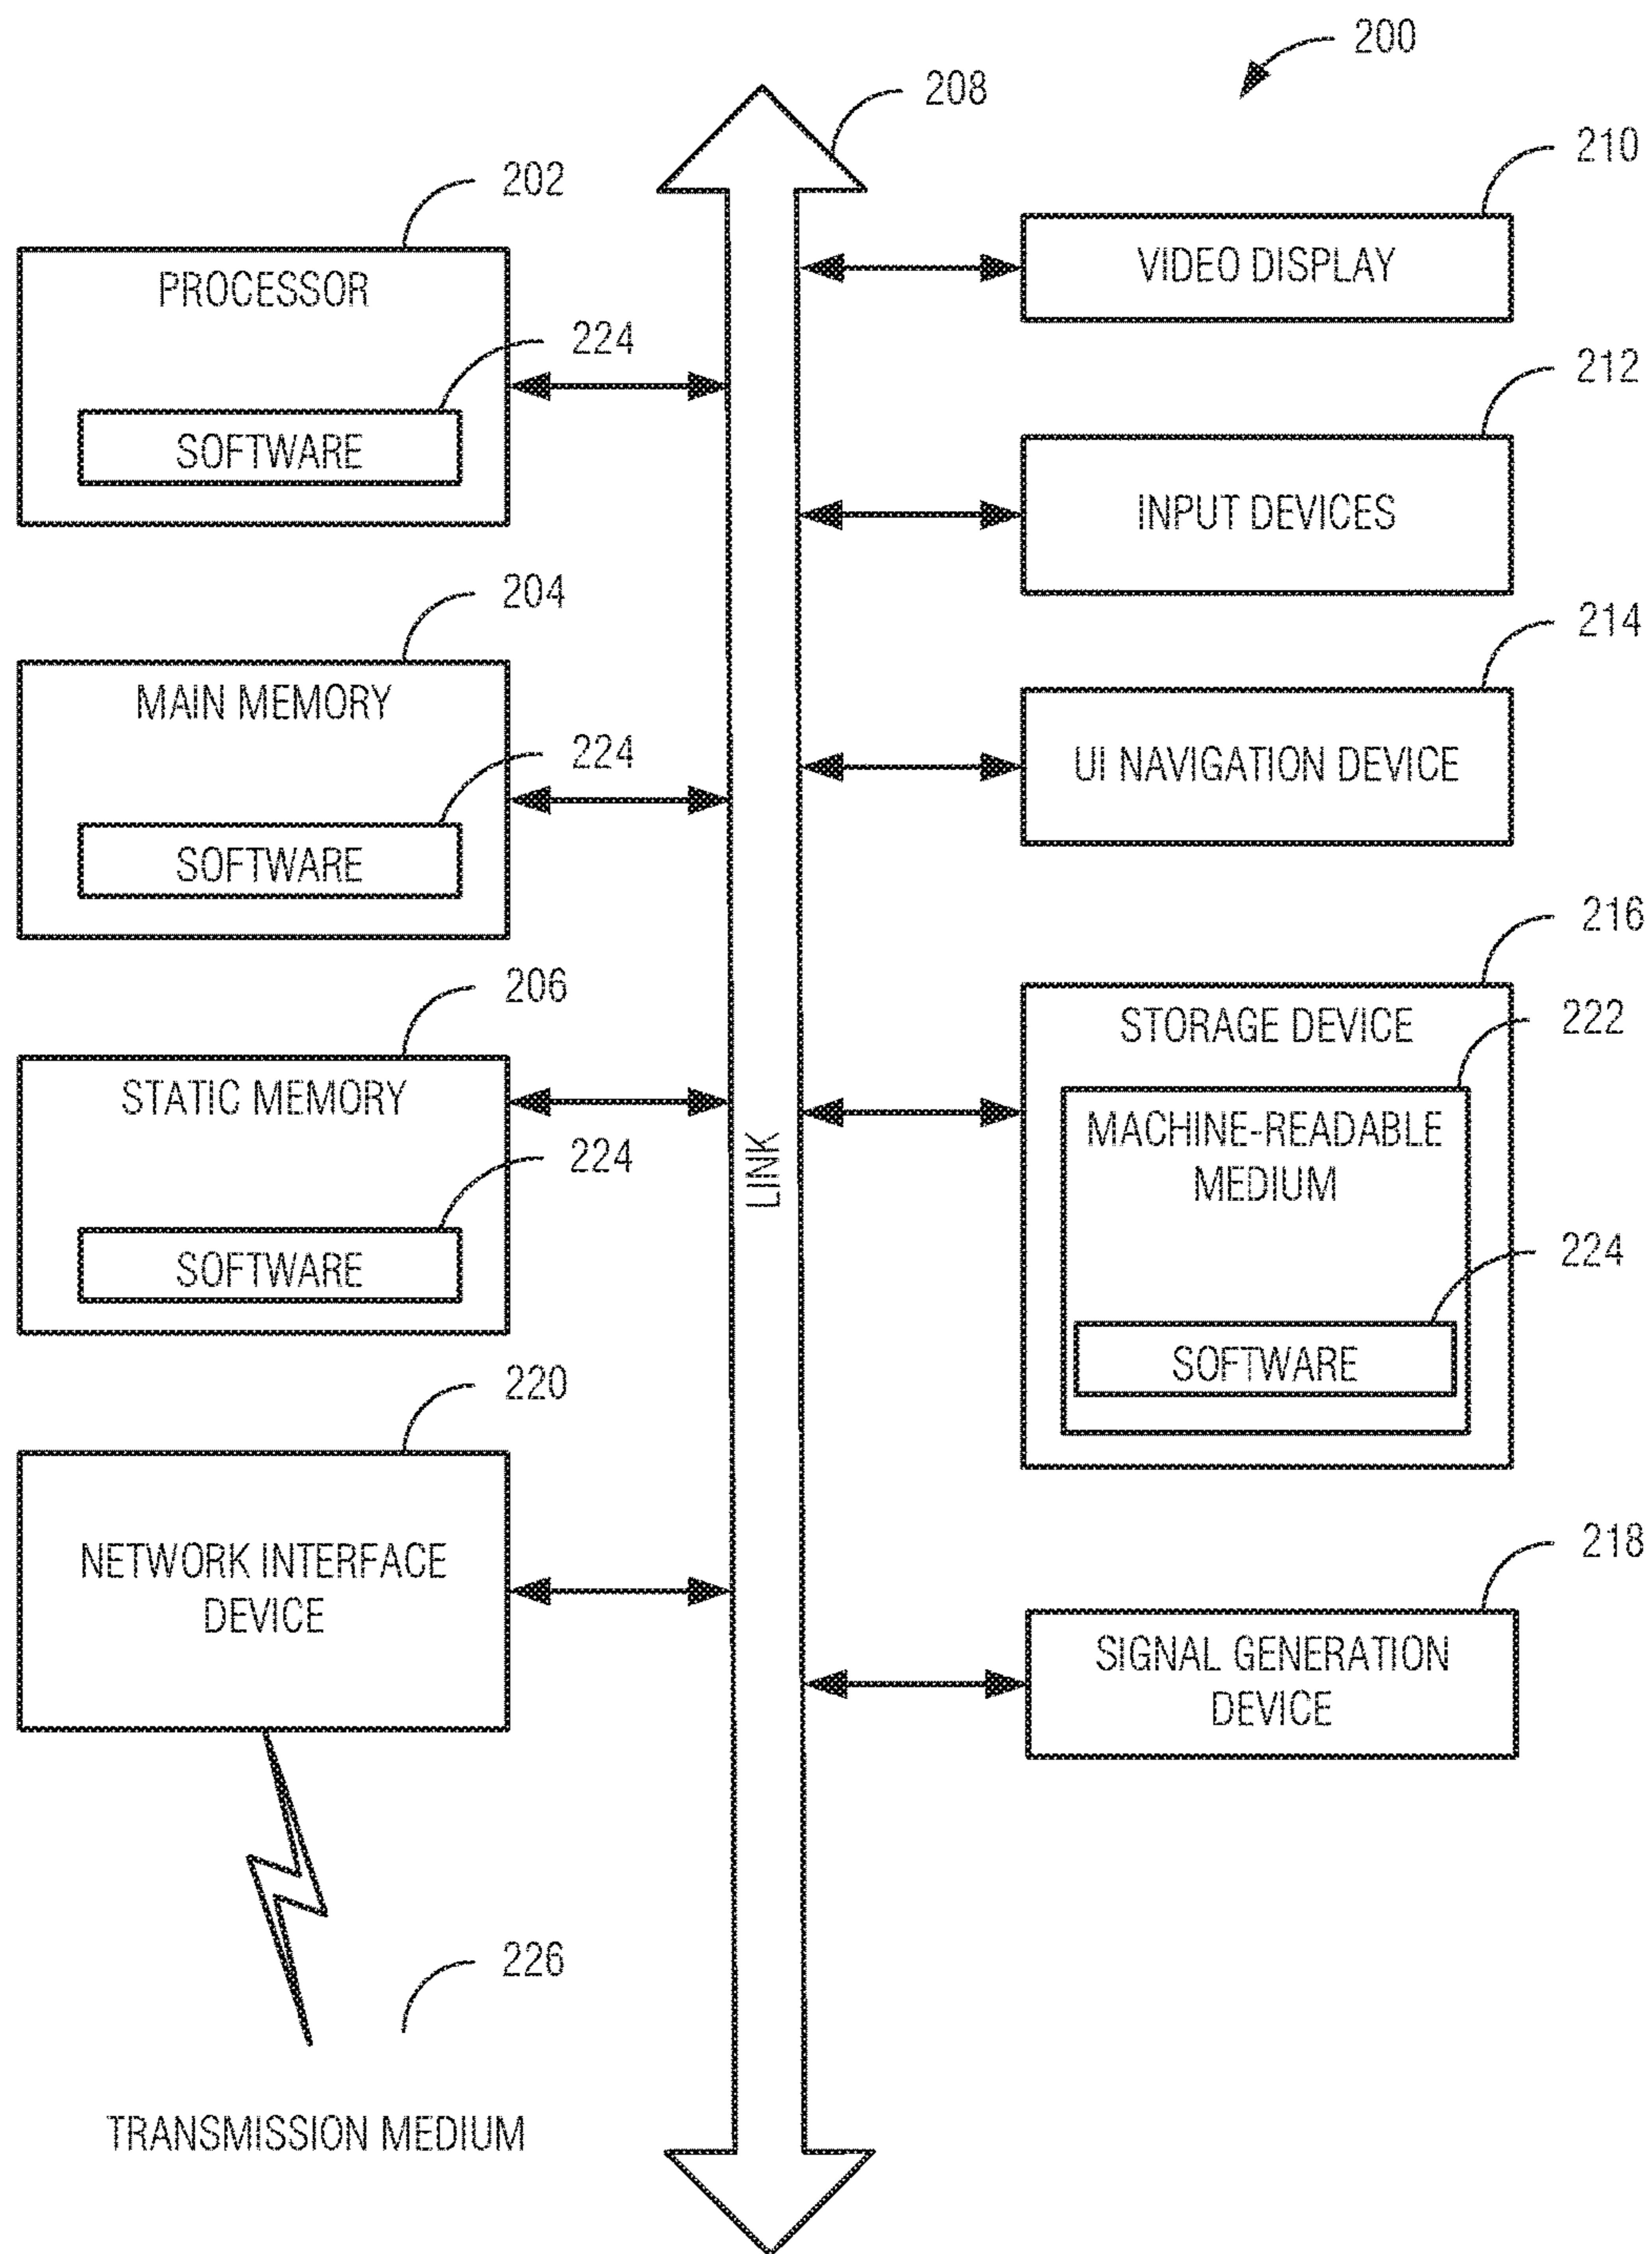 200
208
202
PROCESSOR
224
SOFTWARE
204
MAIN MEMORY
224
SOFTWARE
206
STATIC MEMORY
224
SOFTWARE
220
NETWORK INTERFACE
DEVICE
226
TRANSMISSION MEDIUM
LINK
210
VIDEO DISPLAY
212
INPUT DEVICES
214
UI NAVIGATION DEVICE
216
STORAGE DEVICE
222
MACHINE-READABLE
MEDIUM
224
SOFTWARE
218
SIGNAL GENERATION
DEVICE